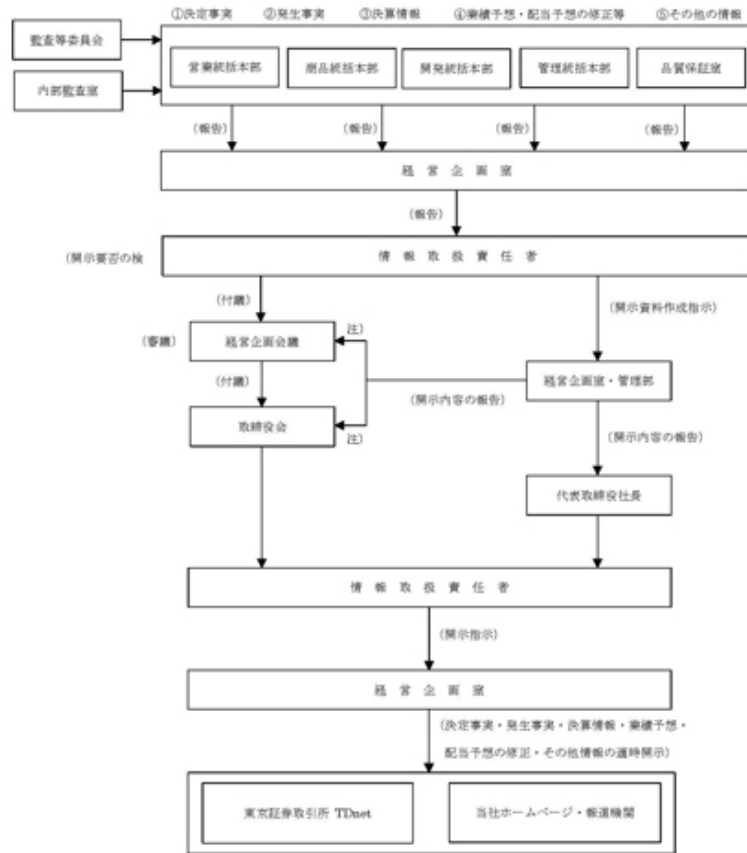 ①決定事実 ②発生事実 ③決算情報 ④業績予想・配当予想の修正等 ⑤その他の情報
監査等委員会
内部監査室
営業統括本部 商品統括本部 開発統括本部 管理統括本部 品質保証室
(報告) (報告) (報告) (報告)
経 営 企 画 室
(報告)
(開示要否の検
情 報 取 扱 責 任 者
(付議)
(開示資料作成指示)
(審議)
経営企画会議
注)
(付議)
経営企画室・管理部
(開示内容の報告)
取締役会
注)
(開示内容の報告)
代表取締役社長
情 報 取 扱 責 任 者
(開示指示)
経 営 企 画 室
(決定事実・発生事実・決算情報・業績予想・
配当予想の修正・その他情報の適時開示)
東京証券取引所 TDnet
当社ホームページ・報道機関